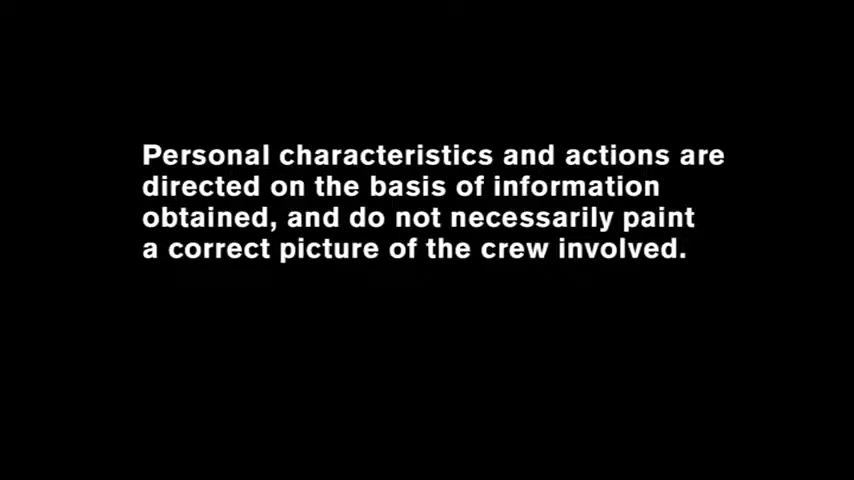 Personal characteristics and actions are
directed on the basis of information
obtained, and do not necessarily paint
a correct picture of the crew involved.